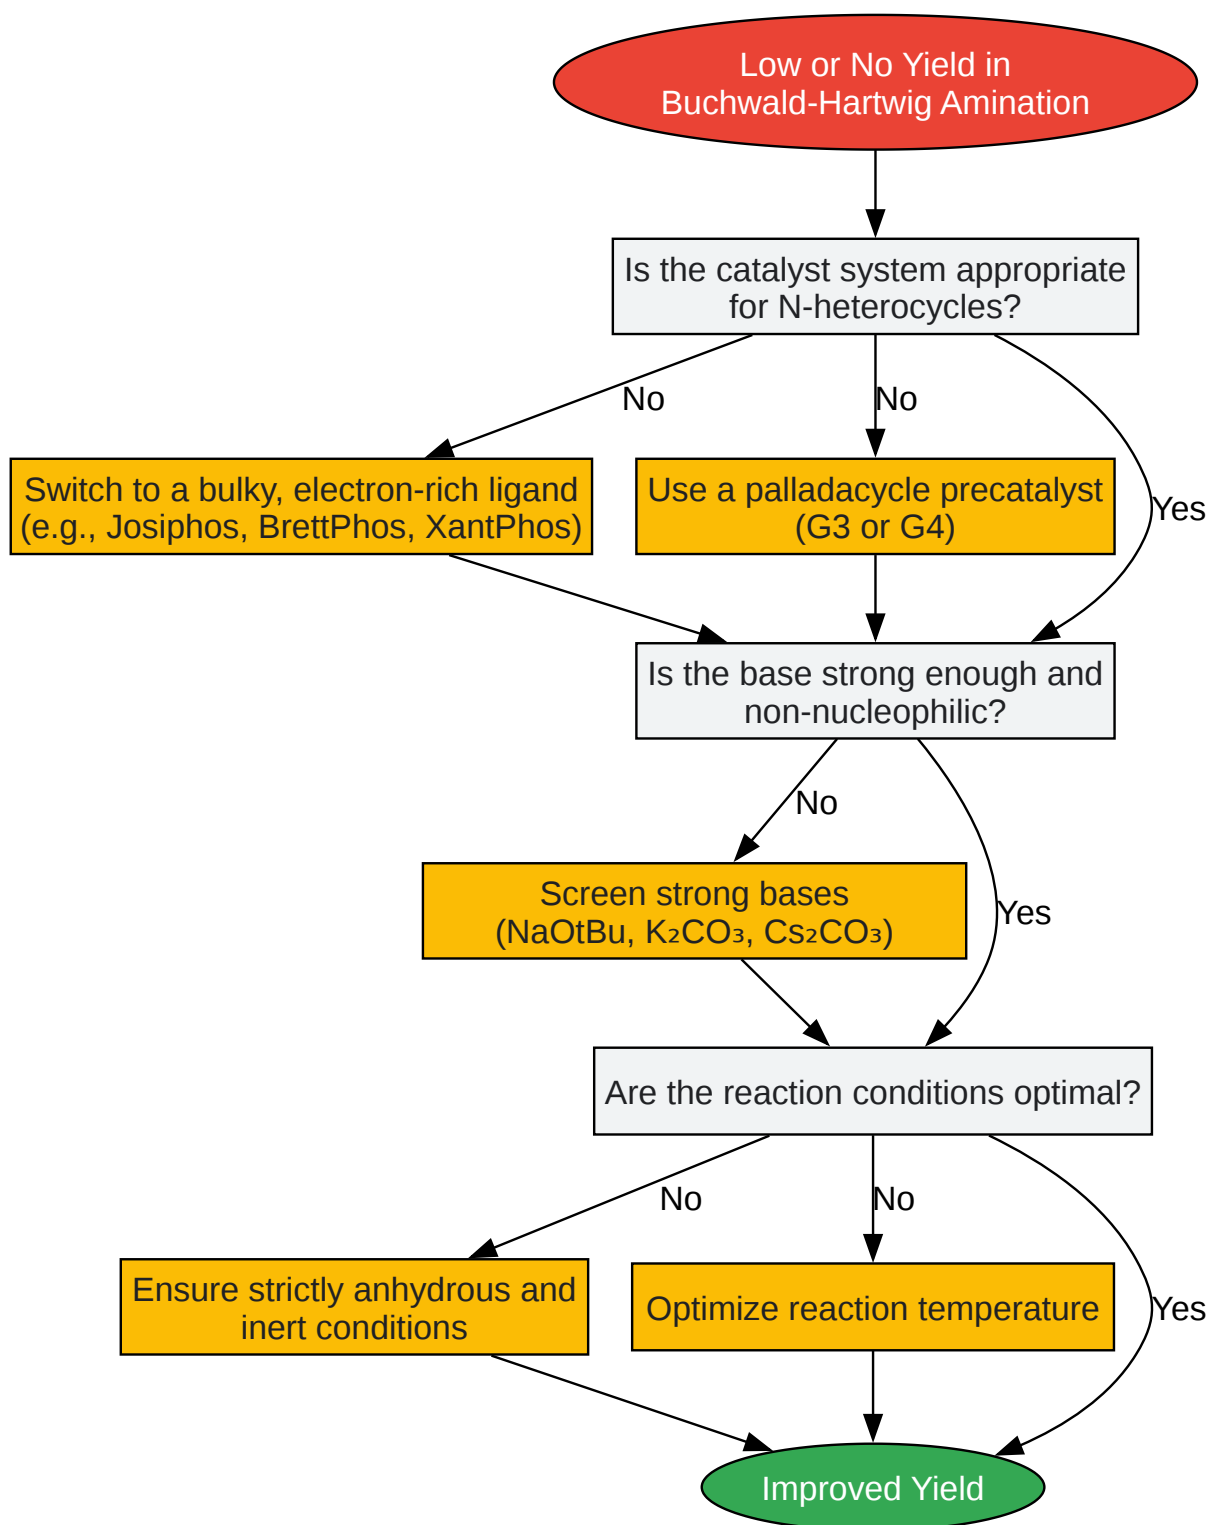 Low or No Yield in
Buchwald-Hartwig Amination
Is the catalyst system appropriate
for N-heterocycles?
No
No
Yes
Switch to a bulky, electron-rich ligand
(e.g., Josiphos, BrettPhos, XantPhos)
Use a palladacycle precatalyst
(G3 or G4)
Is the base strong enough and
non-nucleophilic?
No
Yes
Screen strong bases
(NaOtBu, K₂CO₃, Cs₂CO₃)
Are the reaction conditions optimal?
No
No
Yes
Ensure strictly anhydrous and
inert conditions
Optimize reaction temperature
Improved Yield